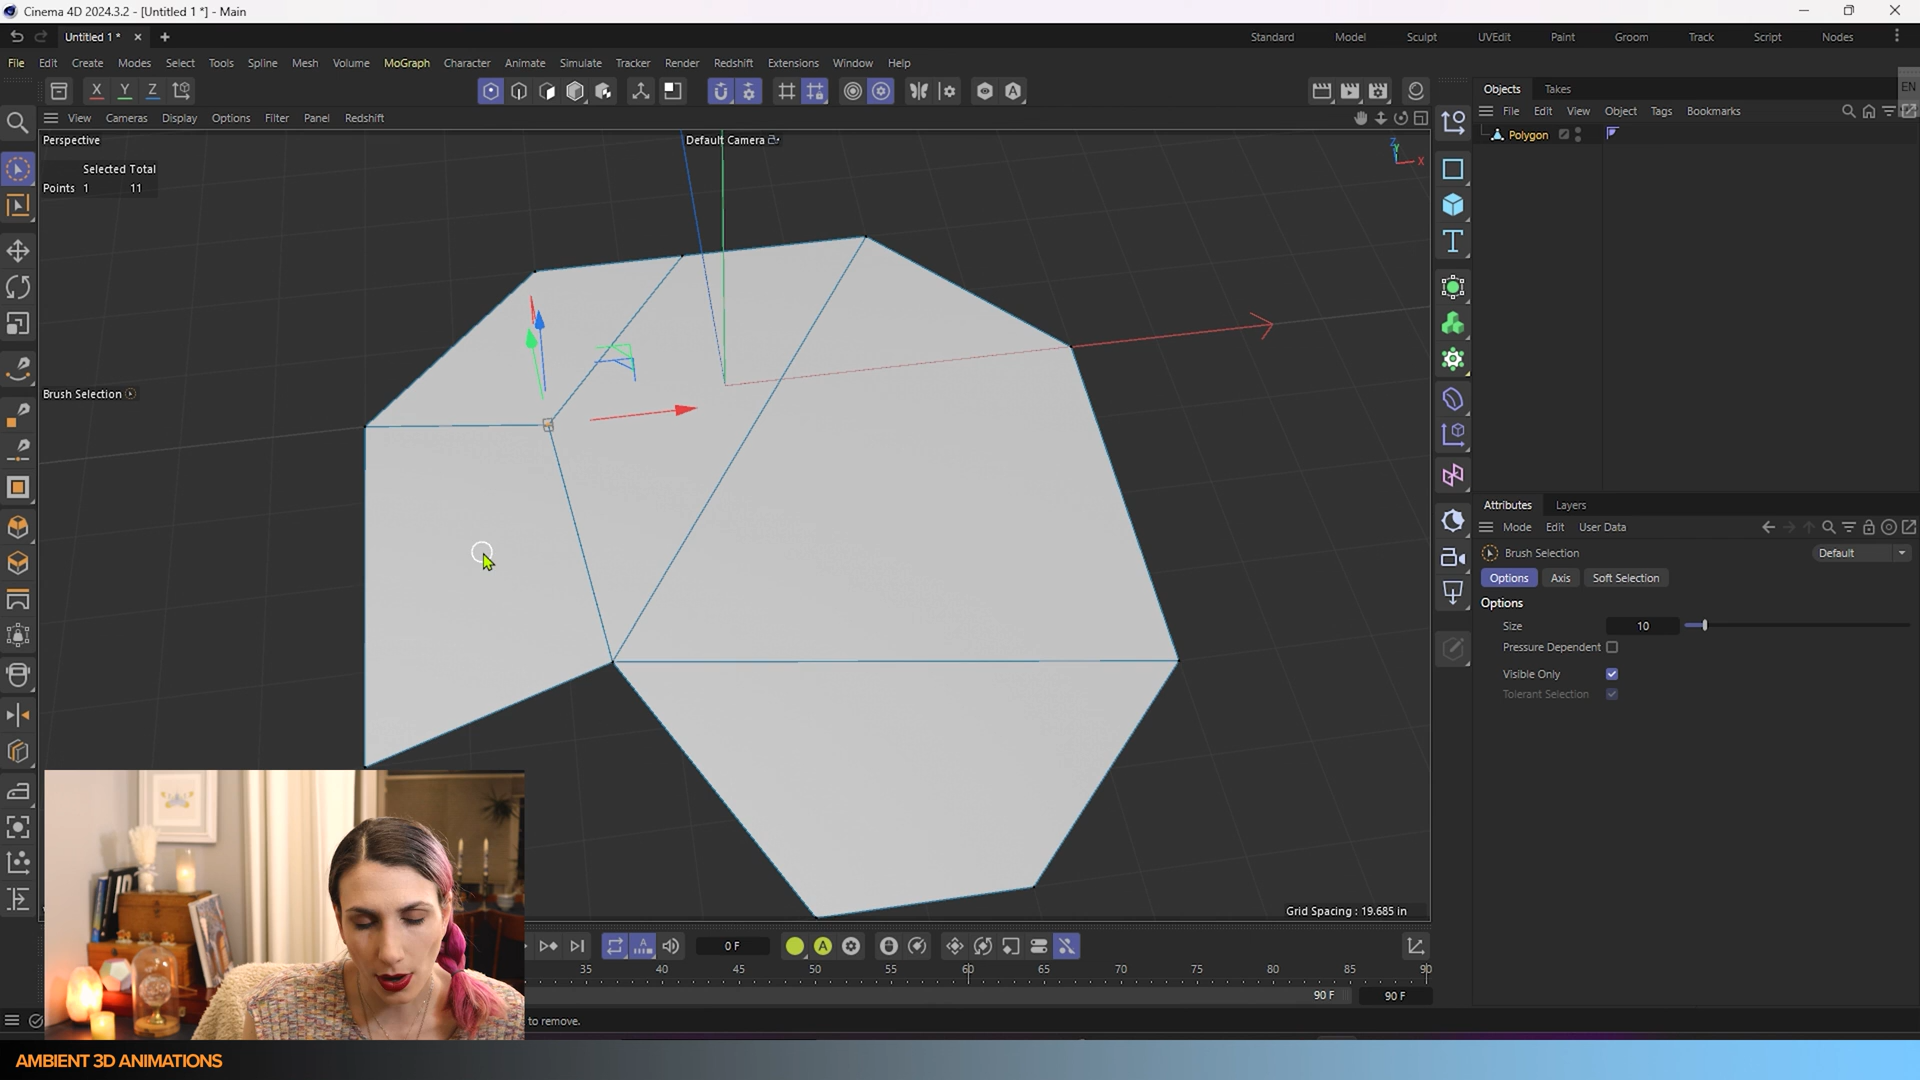 Cinema 4D 2024.3.2 - [Untitled 1 *] - Main
Untitled 1 *
Standard Model Sculpt UVEdit Paint Groom Track Script Nodes
File Edit Create Modes Select Spline Tools Mesh Volume MoGraph Character Animate Simulate Tracker Render Redshift Extensions Window Help
X Y Z
Objects Takes
EN
File Edit View Object Tags Bookmarks
Polygon
View Cameras Display Options Filter Panel Redshift
Perspective
Default Camera
Selected Total
Points 1 11
Z
Y
X
Brush Selection
Grid Spacing : 19.685 in
Attributes Layers
Mode Edit User Data
Brush Selection
Default
Options Axis Soft Selection
Options
Size 10
Pressure Dependent
Visible Only
Tolerant Selection
0 F
35 40 45 50 55 60 65 70 75 80 85 90
90 F 90 F
to remove.
AMBIENT 3D ANIMATIONS